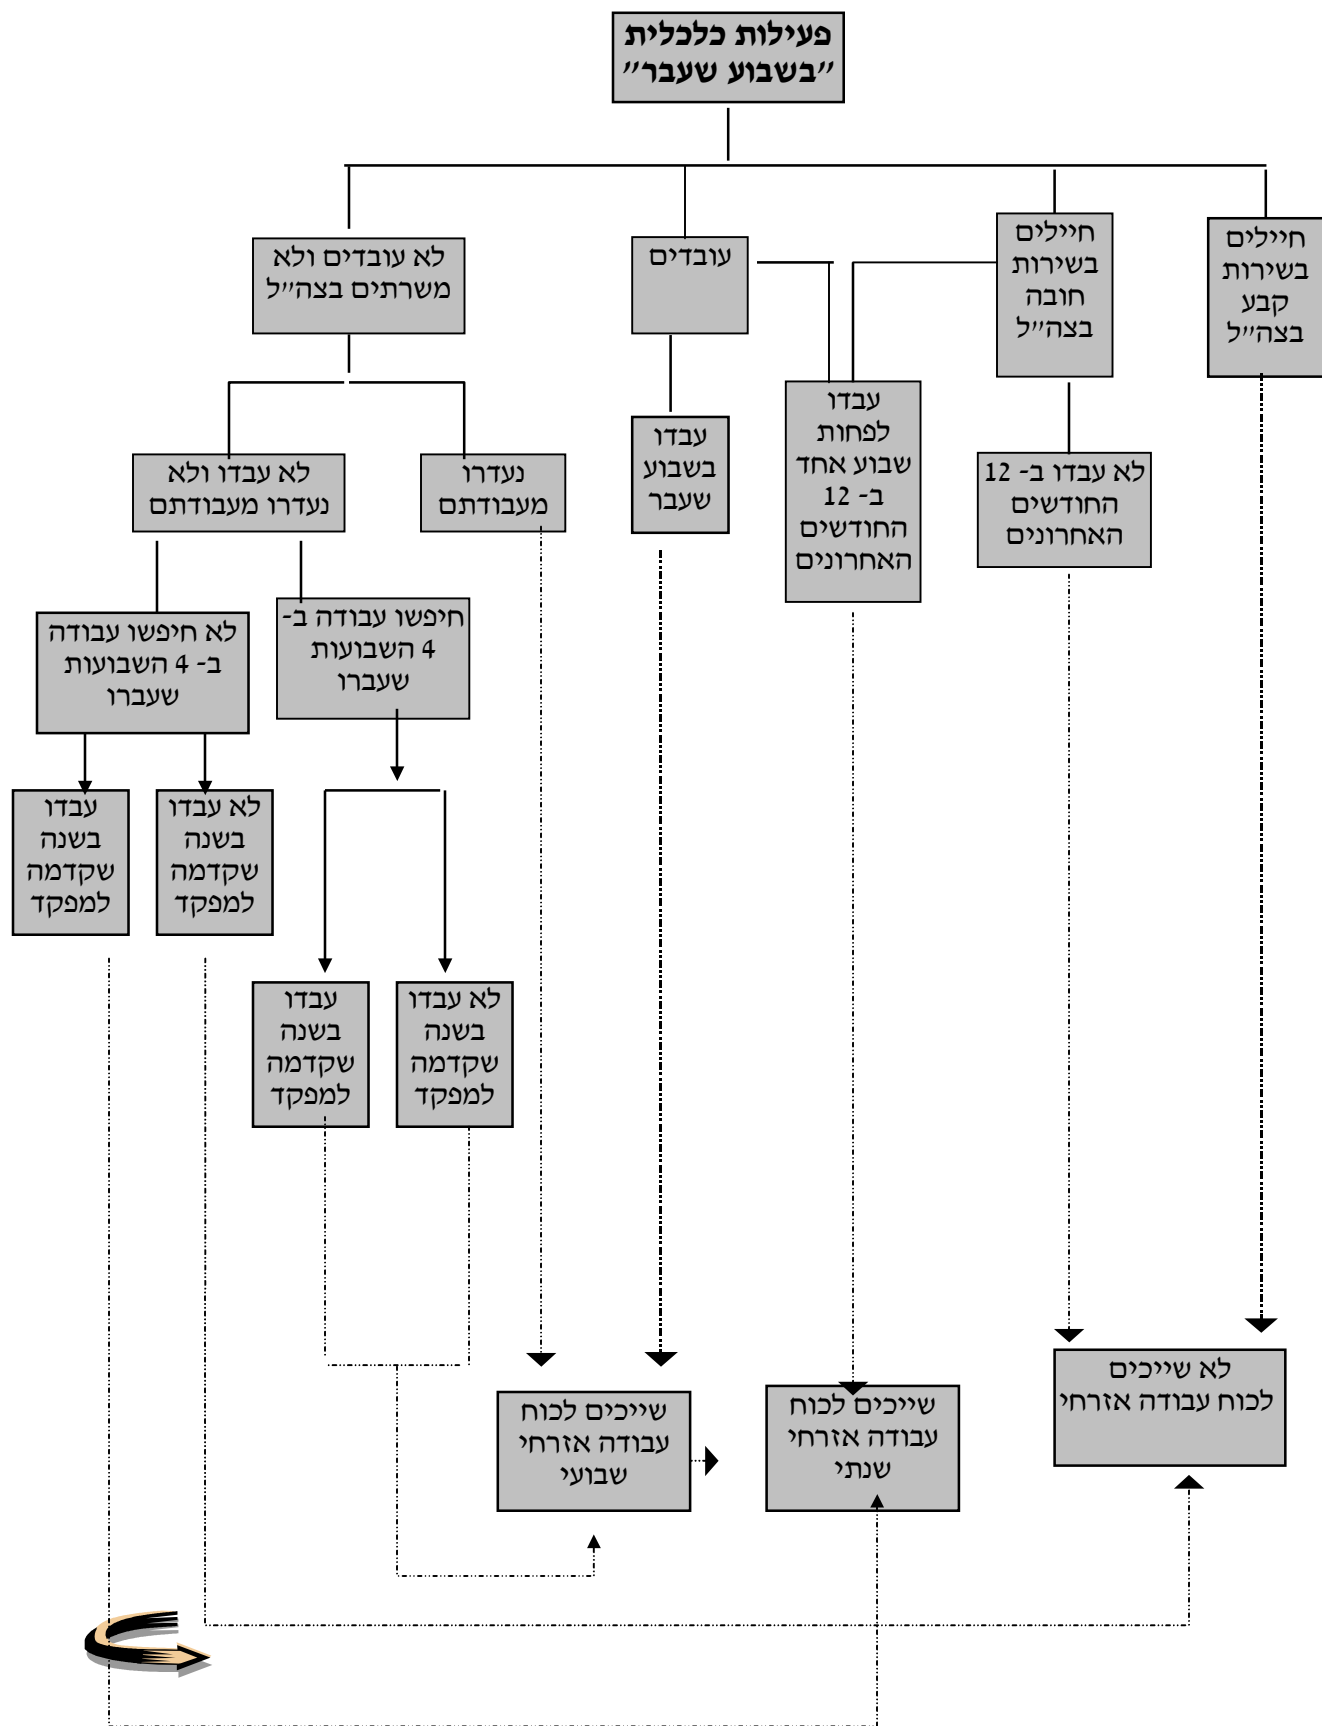 פעילות כלכלית
"בשבוע שעבר"
חיילים
בשירות
קבע
בצה"ל
חיילים
בשירות
חובה
בצה"ל
עובדים
לא עובדים ולא
משרתים בצה"ל
לא עבדו ב- 12
החודשים
האחרונים
עבדו
לפחות
שבוע אחד
ב- 12
החודשים
האחרונים
עבדו
בשבוע
שעבר
נעדרו
מעבודתם
לא עבדו ולא
נעדרו מעבודתם
חיפשו עבודה ב-
4 השבועות
שעברו
לא חיפשו עבודה
ב- 4 השבועות
שעברו
לא עבדו
בשנה
שקדמה
למפקד
עבדו
בשנה
שקדמה
למפקד
לא עבדו
בשנה
שקדמה
למפקד
עבדו
בשנה
שקדמה
למפקד
לא שייכים
לכוח עבודה אזרחי
שייכים לכוח
עבודה אזרחי
שנתי
שייכים לכוח
עבודה אזרחי
שבועי